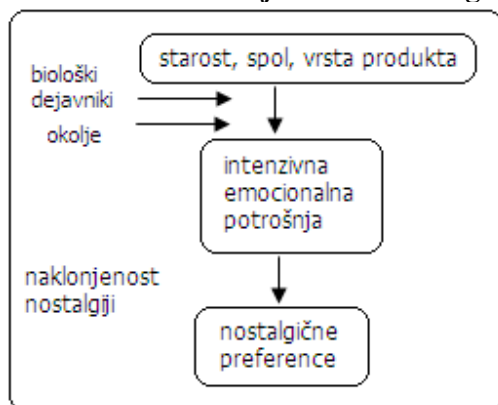 starost, spol, vrsta produkta
biološki
dejavniki
okolje
intenzivna
emocionalna
potrošnja
naklonjenost
nostalgiji
nostalgične
preference